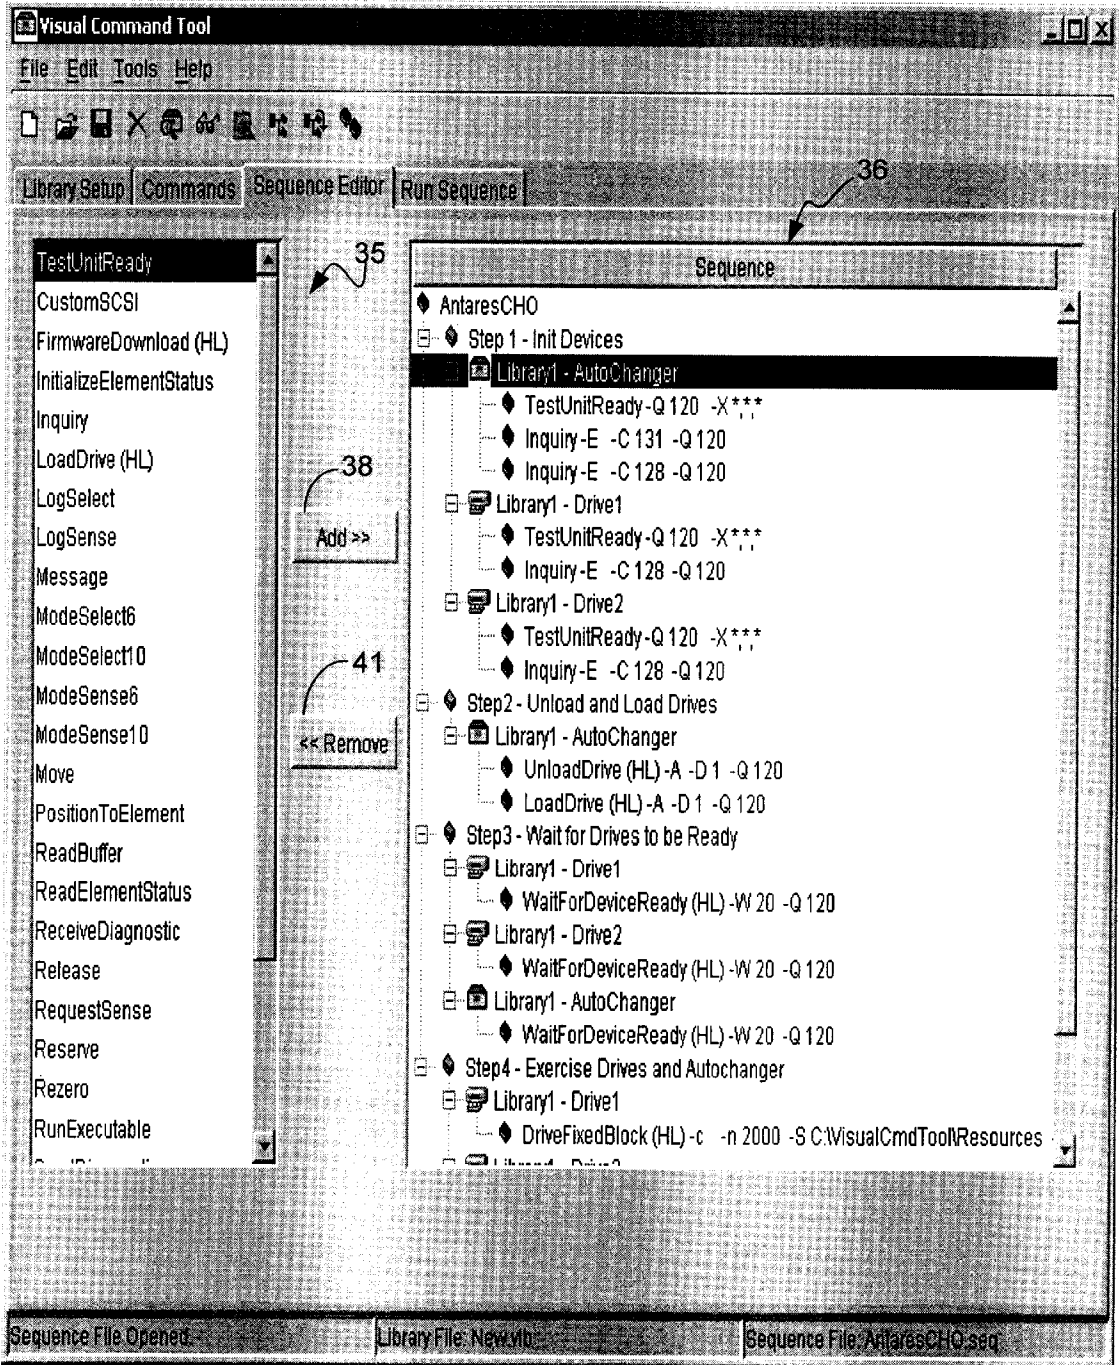 Visual Command Tool
File Edit Tools Help
Library Setup Commands Sequence Editor Run Sequence
36
35
TestUnitReady
CustomSCSI
FirmwareDownload (HL)
InitializeElementStatus
Inquiry
LoadDrive (HL)
LogSelect
LogSense
Message
ModeSelect6
ModeSelect10
ModeSense6
ModeSense10
Move
PositionToElement
ReadBuffer
ReadElementStatus
ReceiveDiagnostic
Release
RequestSense
Reserve
Rezero
RunExecutable
38
Add >>
41
<< Remove
Sequence
AntaresCHO
Step 1 - Init Devices
Library1 - AutoChanger
TestUnitReady -Q 120 -X *,*,*
Inquiry -E -C 131 -Q 120
Inquiry -E -C 128 -Q 120
Library1 - Drive1
TestUnitReady -Q 120 -X *,*,*
Inquiry -E -C 128 -Q 120
Library1 - Drive2
TestUnitReady -Q 120 -X *,*,*
Inquiry -E -C 128 -Q 120
Step2 - Unload and Load Drives
Library1 - AutoChanger
UnloadDrive (HL) -A -D 1 -Q 120
LoadDrive (HL) -A -D 1 -Q 120
Step3 - Wait for Drives to be Ready
Library1 - Drive1
WaitForDeviceReady (HL) -W 20 -Q 120
Library1 - Drive2
WaitForDeviceReady (HL) -W 20 -Q 120
Library1 - AutoChanger
WaitForDeviceReady (HL) -W 20 -Q 120
Step4 - Exercise Drives and Autochanger
Library1 - Drive1
DriveFixedBlock (HL) -c -n 2000 -S C:\VisualCmdTool\Resources -
Sequence File Opened.
Library File: New.vlb
Sequence File: AntaresCHO.seq